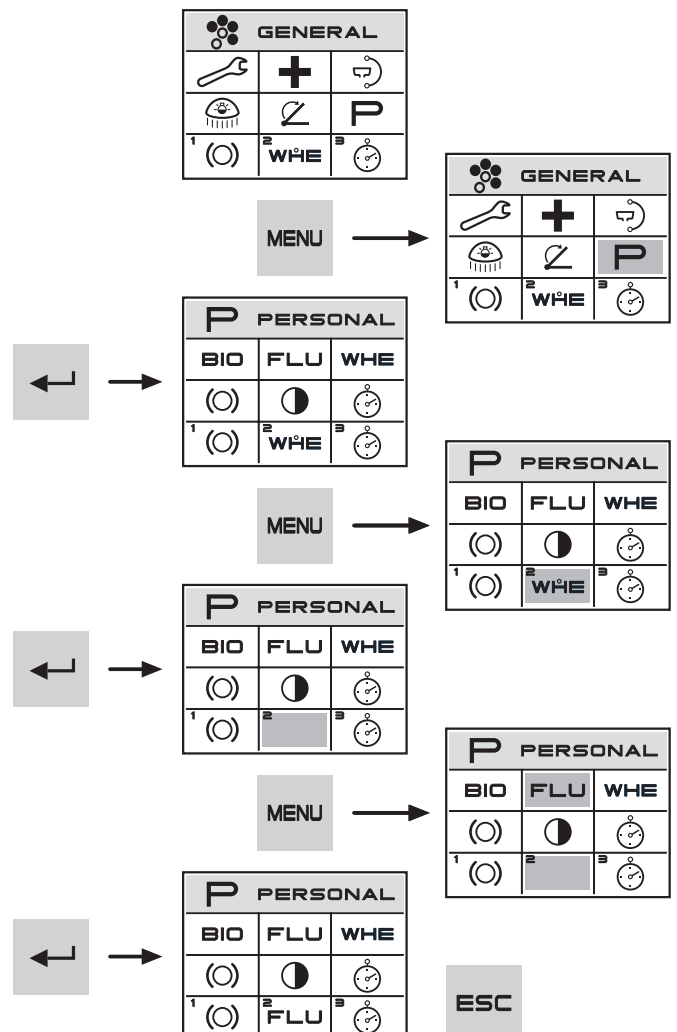 GENERAL
P
1 2 WHE 3
GENERAL
MENU
P
1 2 WHE 3
P PERSONAL
BIO FLU WHE
1 2 WHE 3
P PERSONAL
MENU
BIO FLU WHE
1 2 WHE 3
P PERSONAL
BIO FLU WHE
1 2 3
P PERSONAL
MENU
BIO FLU WHE
1 2 3
P PERSONAL
BIO FLU WHE
1 2 FLU 3
ESC